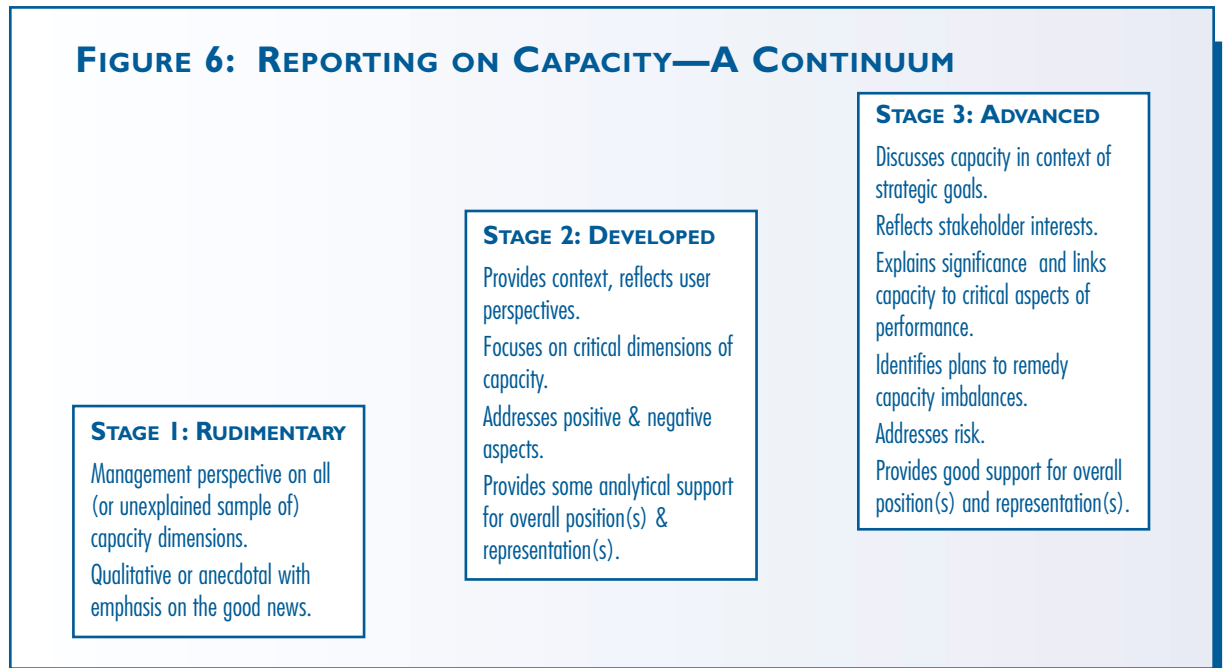 FIGURE 6: REPORTING ON CAPACITY—A CONTINUUM
STAGE 1: RUDIMENTARY
Management perspective on all
(or unexplained sample of)
capacity dimensions.
Qualitative or anecdotal with
emphasis on the good news.
STAGE 2: DEVELOPED
Provides context, reflects user
perspectives.
Focuses on critical dimensions of
capacity.
Addresses positive & negative
aspects.
Provides some analytical support
for overall position(s) &
representation(s).
STAGE 3: ADVANCED
Discusses capacity in context of
strategic goals.
Reflects stakeholder interests.
Explains significance and links
capacity to critical aspects of
performance.
Identifies plans to remedy
capacity imbalances.
Addresses risk.
Provides good support for overall
position(s) and representation(s).